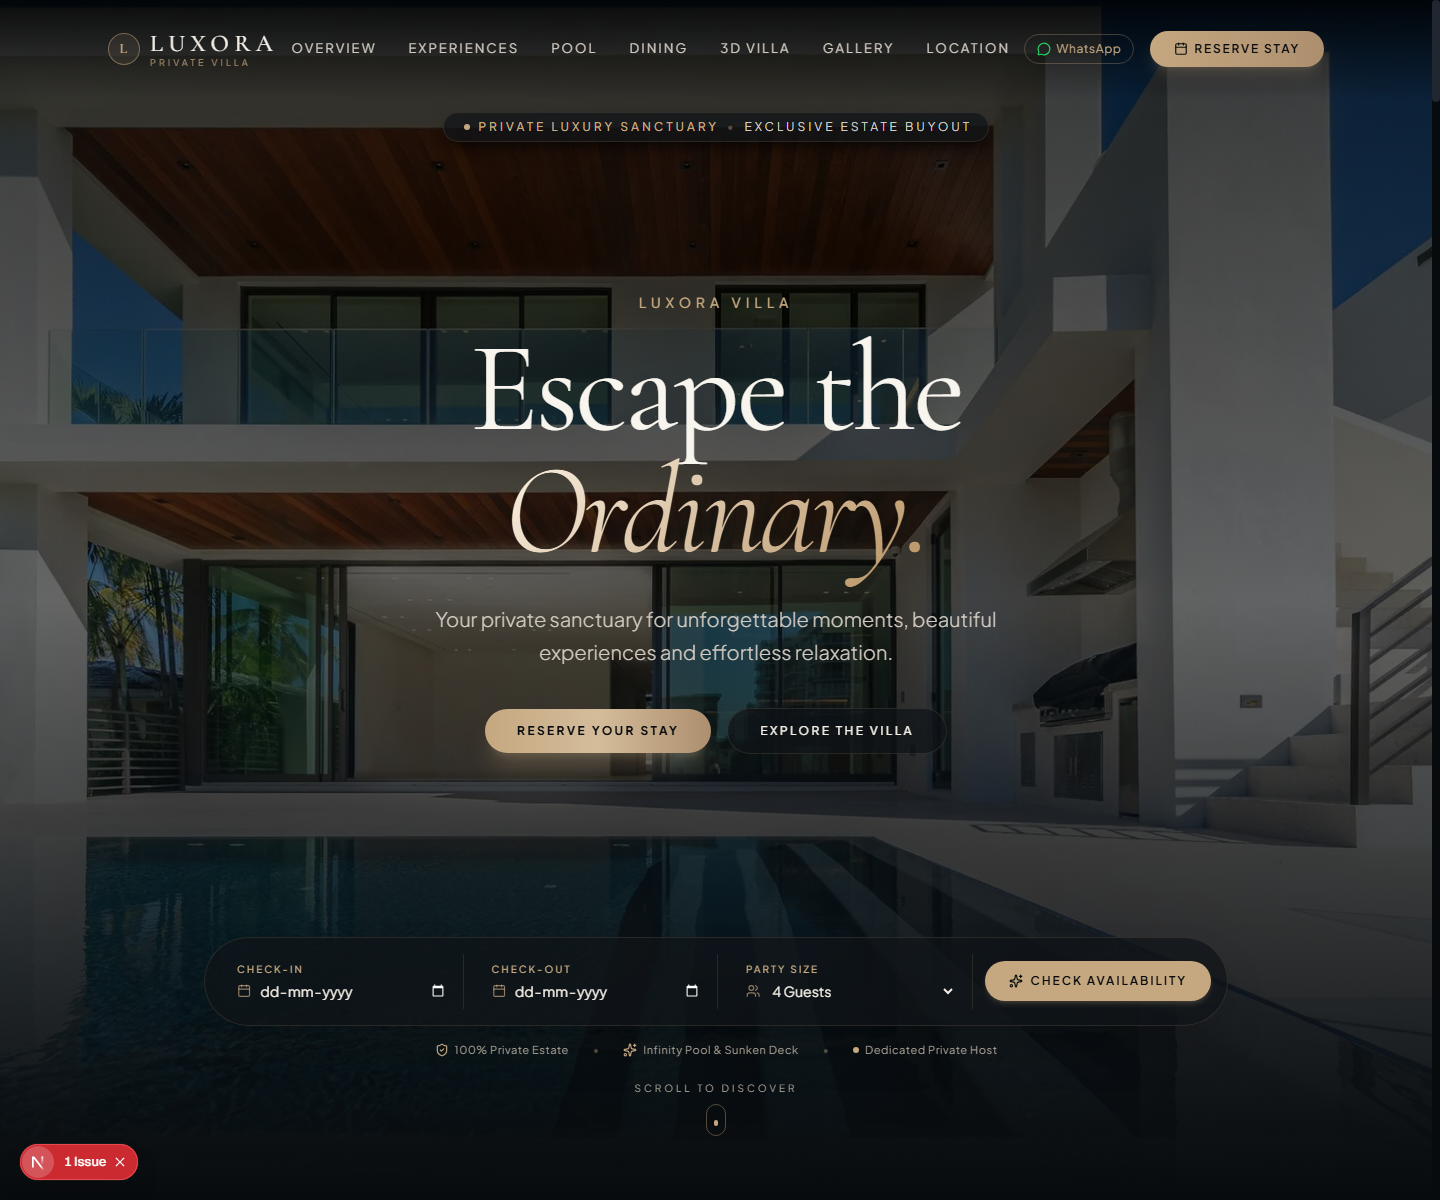 L LUXORA
PRIVATE VILLA
OVERVIEW EXPERIENCES POOL DINING 3D VILLA GALLERY LOCATION WhatsApp RESERVE STAY
PRIVATE LUXURY SANCTUARY • EXCLUSIVE ESTATE BUYOUT
LUXORA VILLA
Escape the
Ordinary.
Your private sanctuary for unforgettable moments, beautiful
experiences and effortless relaxation.
RESERVE YOUR STAY EXPLORE THE VILLA
CHECK-IN CHECK-OUT PARTY SIZE
dd-mm-yyyy dd-mm-yyyy 4 Guests CHECK AVAILABILITY
100% Private Estate • Infinity Pool & Sunken Deck • Dedicated Private Host
SCROLL TO DISCOVER
N 1 Issue